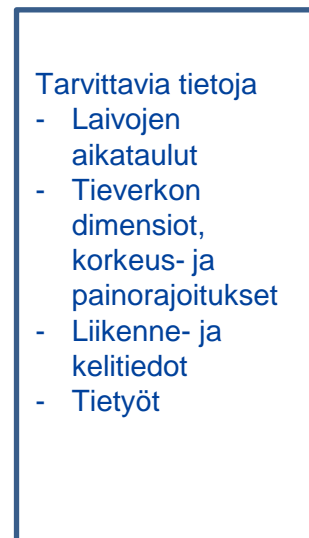 Tarvittavia tietoja
- Laivojen
aikataulut
- Tieverkon
dimensiot,
korkeus- ja
painorajoitukset
- Liikenne- ja
kelitiedot
- Tietyöt